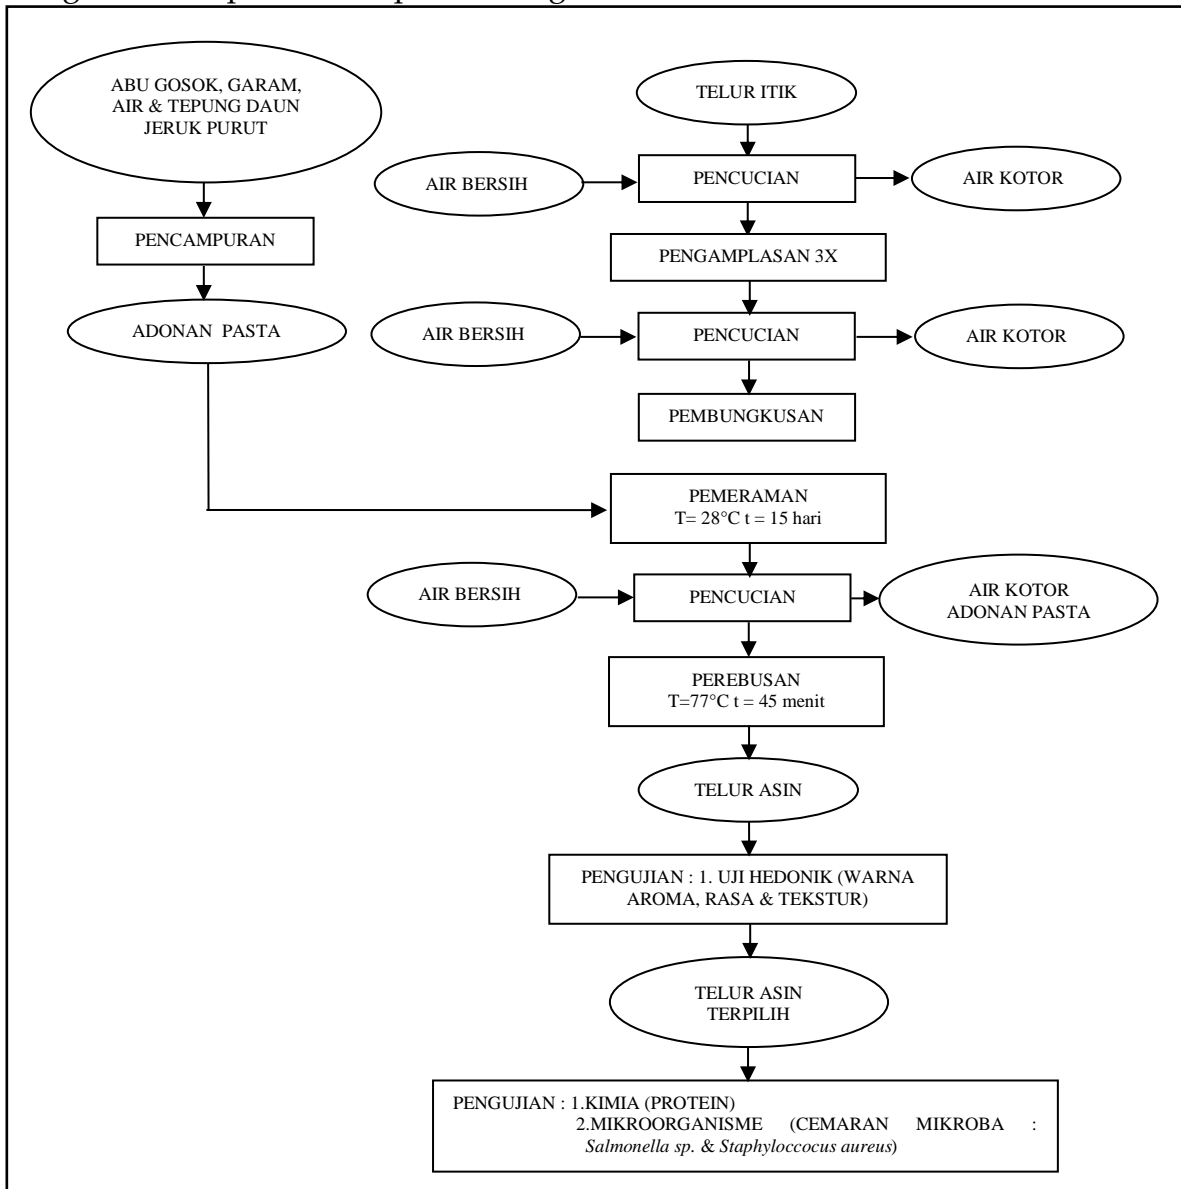 ABU GOSOK, GARAM,
AIR & TEPUNG DAUN
JERUK PURUT
PENCAMPURAN
ADONAN PASTA
TELUR ITIK
AIR BERSIH
PENCUCIAN
AIR KOTOR
PENGAMPLASAN 3X
AIR BERSIH
PENCUCIAN
AIR KOTOR
PEMBUNGKUSAN
PEMERAMAN
T= 28°C t = 15 hari
AIR BERSIH
PENCUCIAN
AIR KOTOR
ADONAN PASTA
PEREBUSAN
T=77°C t = 45 menit
TELUR ASIN
PENGUJIAN : 1. UJI HEDONIK (WARNA
AROMA, RASA & TEKSTUR)
TELUR ASIN
TERPILIH
PENGUJIAN : 1.KIMIA (PROTEIN)
2.MIKROORGANISME (CEMARAN MIKROBA :
Salmonella sp. & Staphyloccocus aureus)